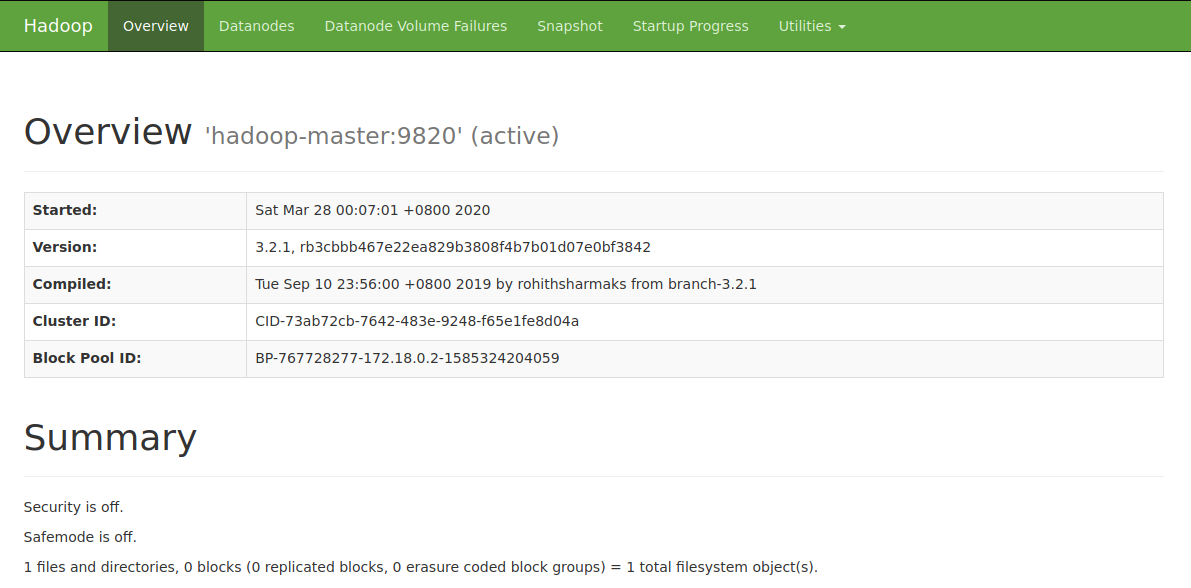 Hadoop Overview Datanodes Datanode Volume Failures Snapshot Startup Progress Utilities
Overview 'hadoop-master:9820' (active)
Started: Sat Mar 28 00:07:01 +0800 2020
Version: 3.2.1, rb3cbbb467e22ea829b3808f4b7b01d07e0bf3842
Compiled: Tue Sep 10 23:56:00 +0800 2019 by rohithsharmaks from branch-3.2.1
Cluster ID: CID-73ab72cb-7642-483e-9248-f65e1fe8d04a
Block Pool ID: BP-767728277-172.18.0.2-1585324204059
Summary
Security is off.
Safemode is off.
1 files and directories, 0 blocks (0 replicated blocks, 0 erasure coded block groups) = 1 total filesystem object(s).